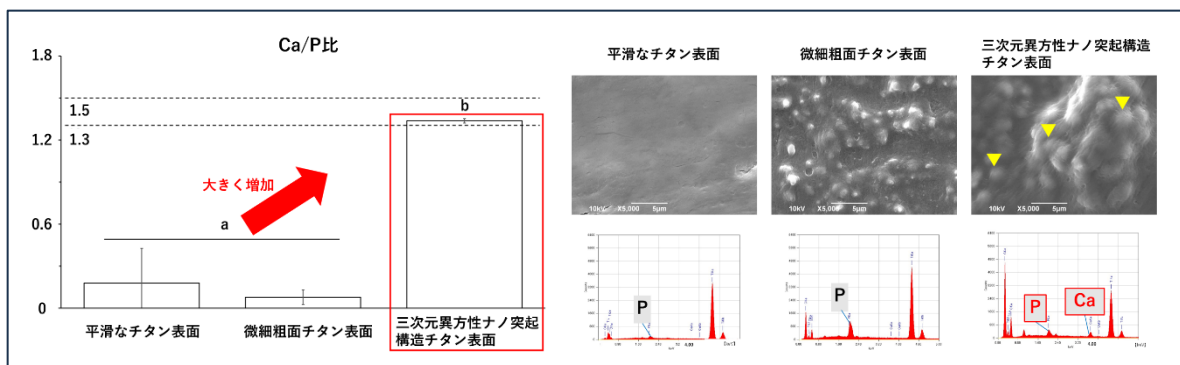 Ca/P比
1.8
1.5
1.2
1.3
0.6
0
大きく増加
a
b
平滑なチタン表面
微細粗面チタン表面
三次元異方性ナノ突起
構造チタン表面
平滑なチタン表面
微細粗面チタン表面
三次元異方性ナノ突起構造
チタン表面
10kV X5,000 5μm
10kV X5,000 5μm
10kV X5,000 5μm
P
P
P
Ca